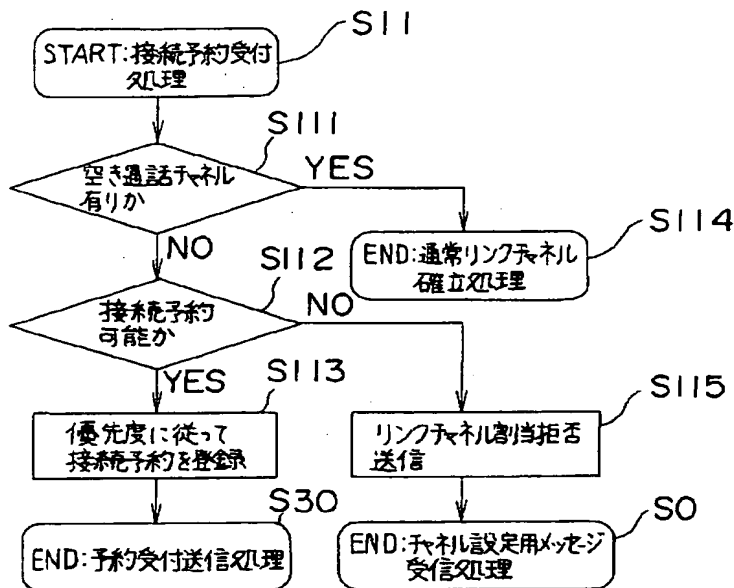 S11
START:接続予約受付
処理
S111
空き通話チャネル
有りか
YES
S114
NO
END:通常リンクチャネル
確立処理
S112
接続予約
可能か
NO
YES
S113
S115
優先度に従って
接続予約を登録
リンクチャネル割当拒否
送信
S30
S0
END:予約受付送信処理
END:チャネル設定用メッセージ
受信処理